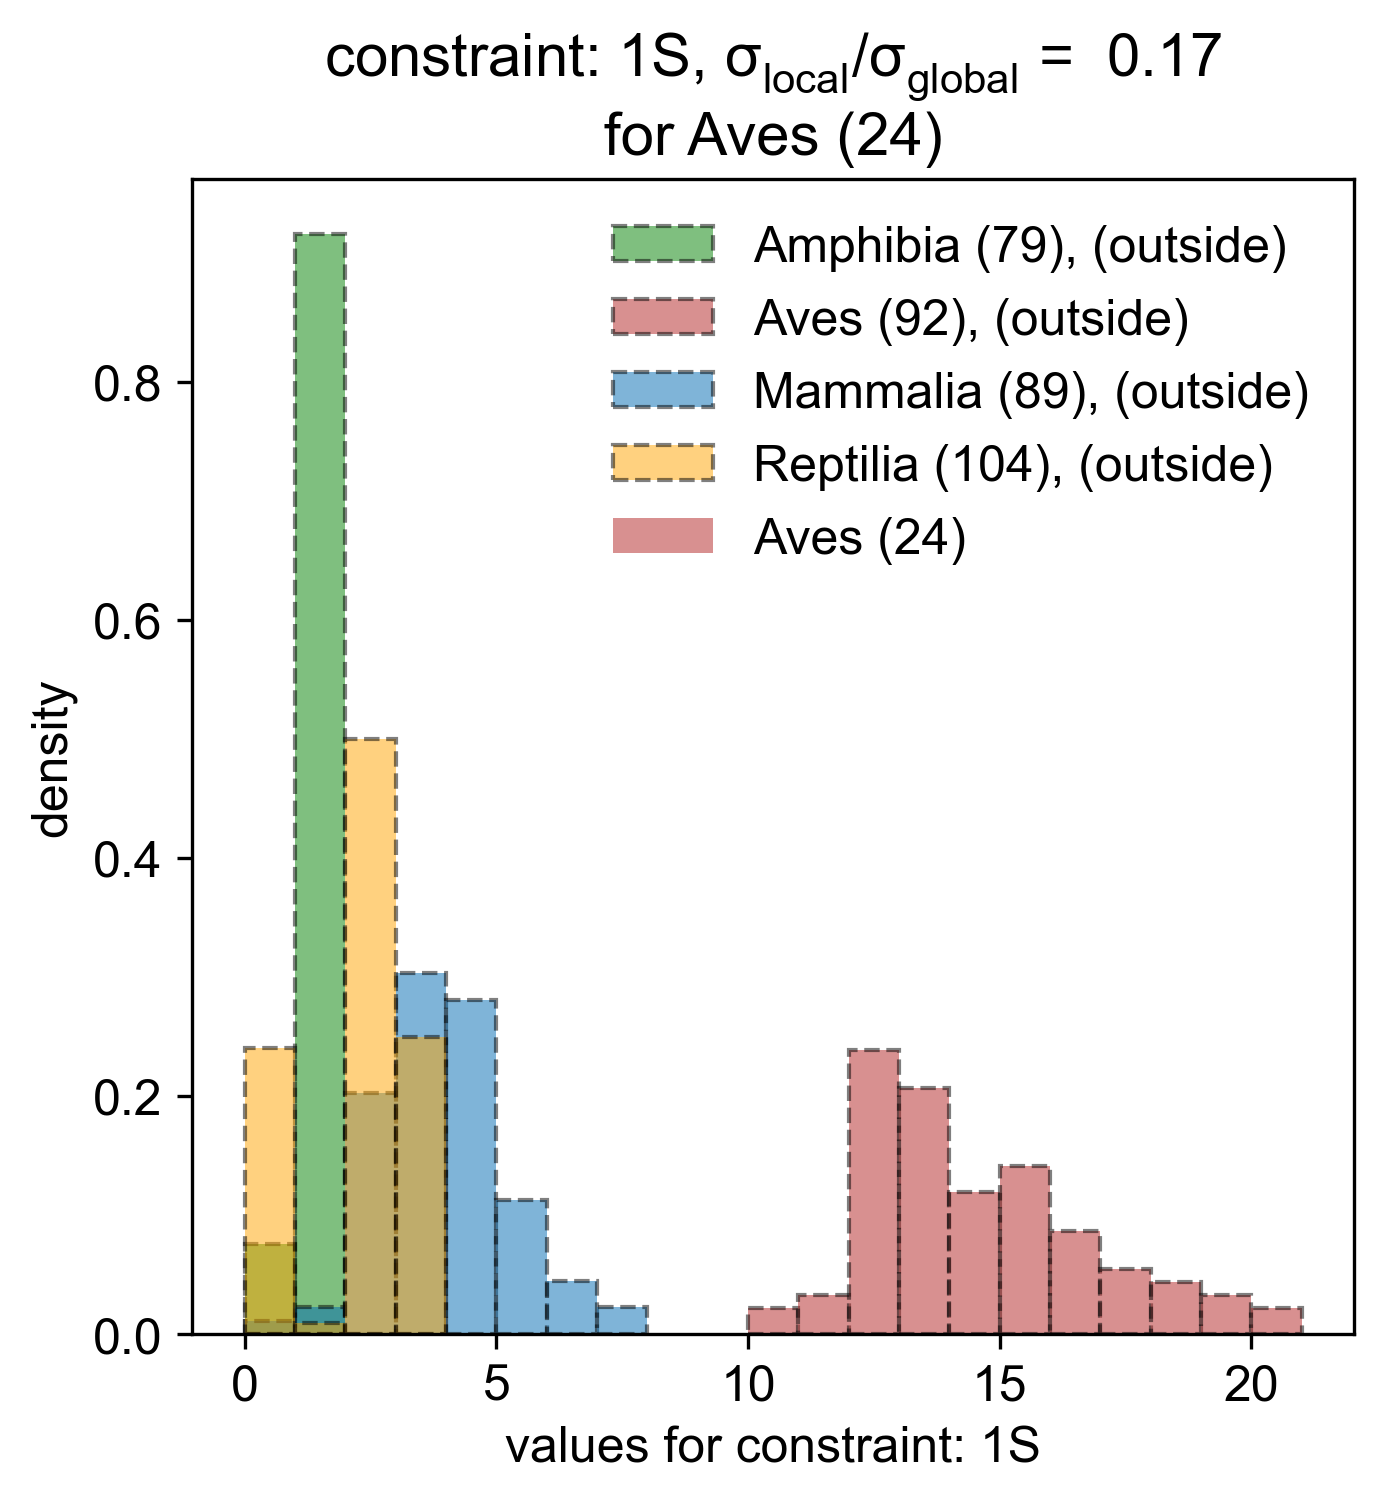 constraint: 1S, σlocal/σglobal = 0.17
for Aves (24)
Amphibia (79), (outside)
Aves (92), (outside)
Mammalia (89), (outside)
Reptilia (104), (outside)
Aves (24)
density
0.8
0.6
0.4
0.2
0.0
0 5 10 15 20
values for constraint: 1S